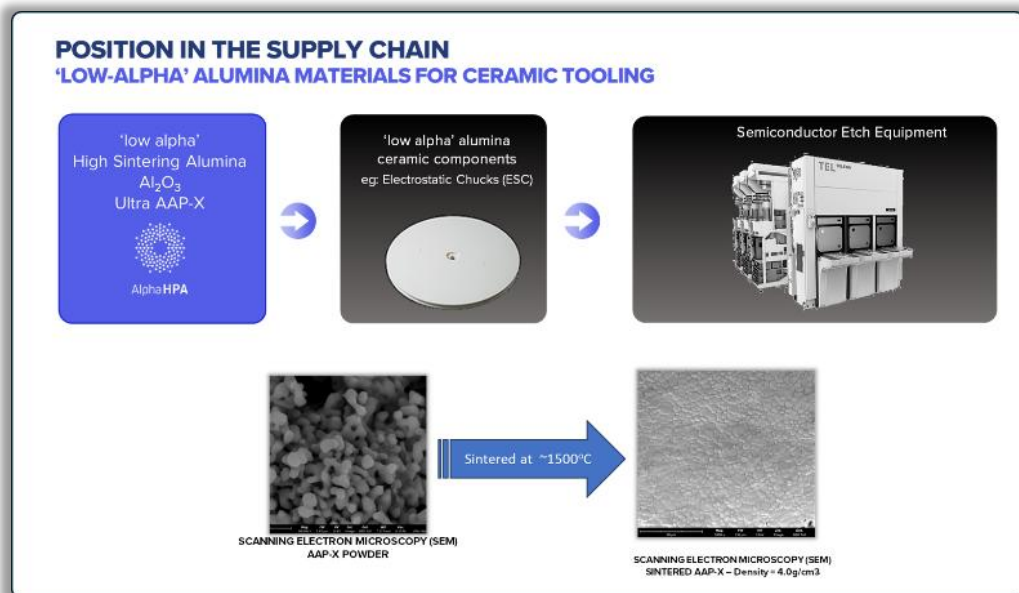 POSITION IN THE SUPPLY CHAIN
'LOW-ALPHA' ALUMINA MATERIALS FOR CERAMIC TOOLING
'low alpha'
High Sintering Alumina
Al₂O₃
Ultra AAP-X
AlphaHPA
'low alpha' alumina
ceramic components
eg: Electrostatic Chucks (ESC)
Semiconductor Etch Equipment
TEL
Sintered at ~1500°C
SCANNING ELECTRON MICROSCOPY (SEM)
AAP-X POWDER
SCANNING ELECTRON MICROSCOPY (SEM)
SINTERED AAP-X – Density = 4.0g/cm3